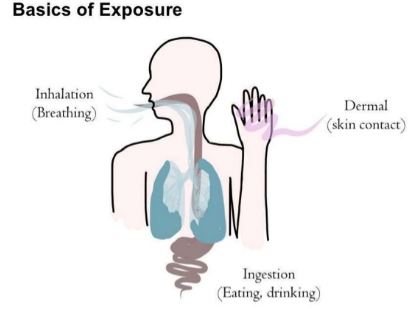 Basics of Exposure
Inhalation
(Breathing)
Dermal
(skin contact)
Ingestion
(Eating, drinking)